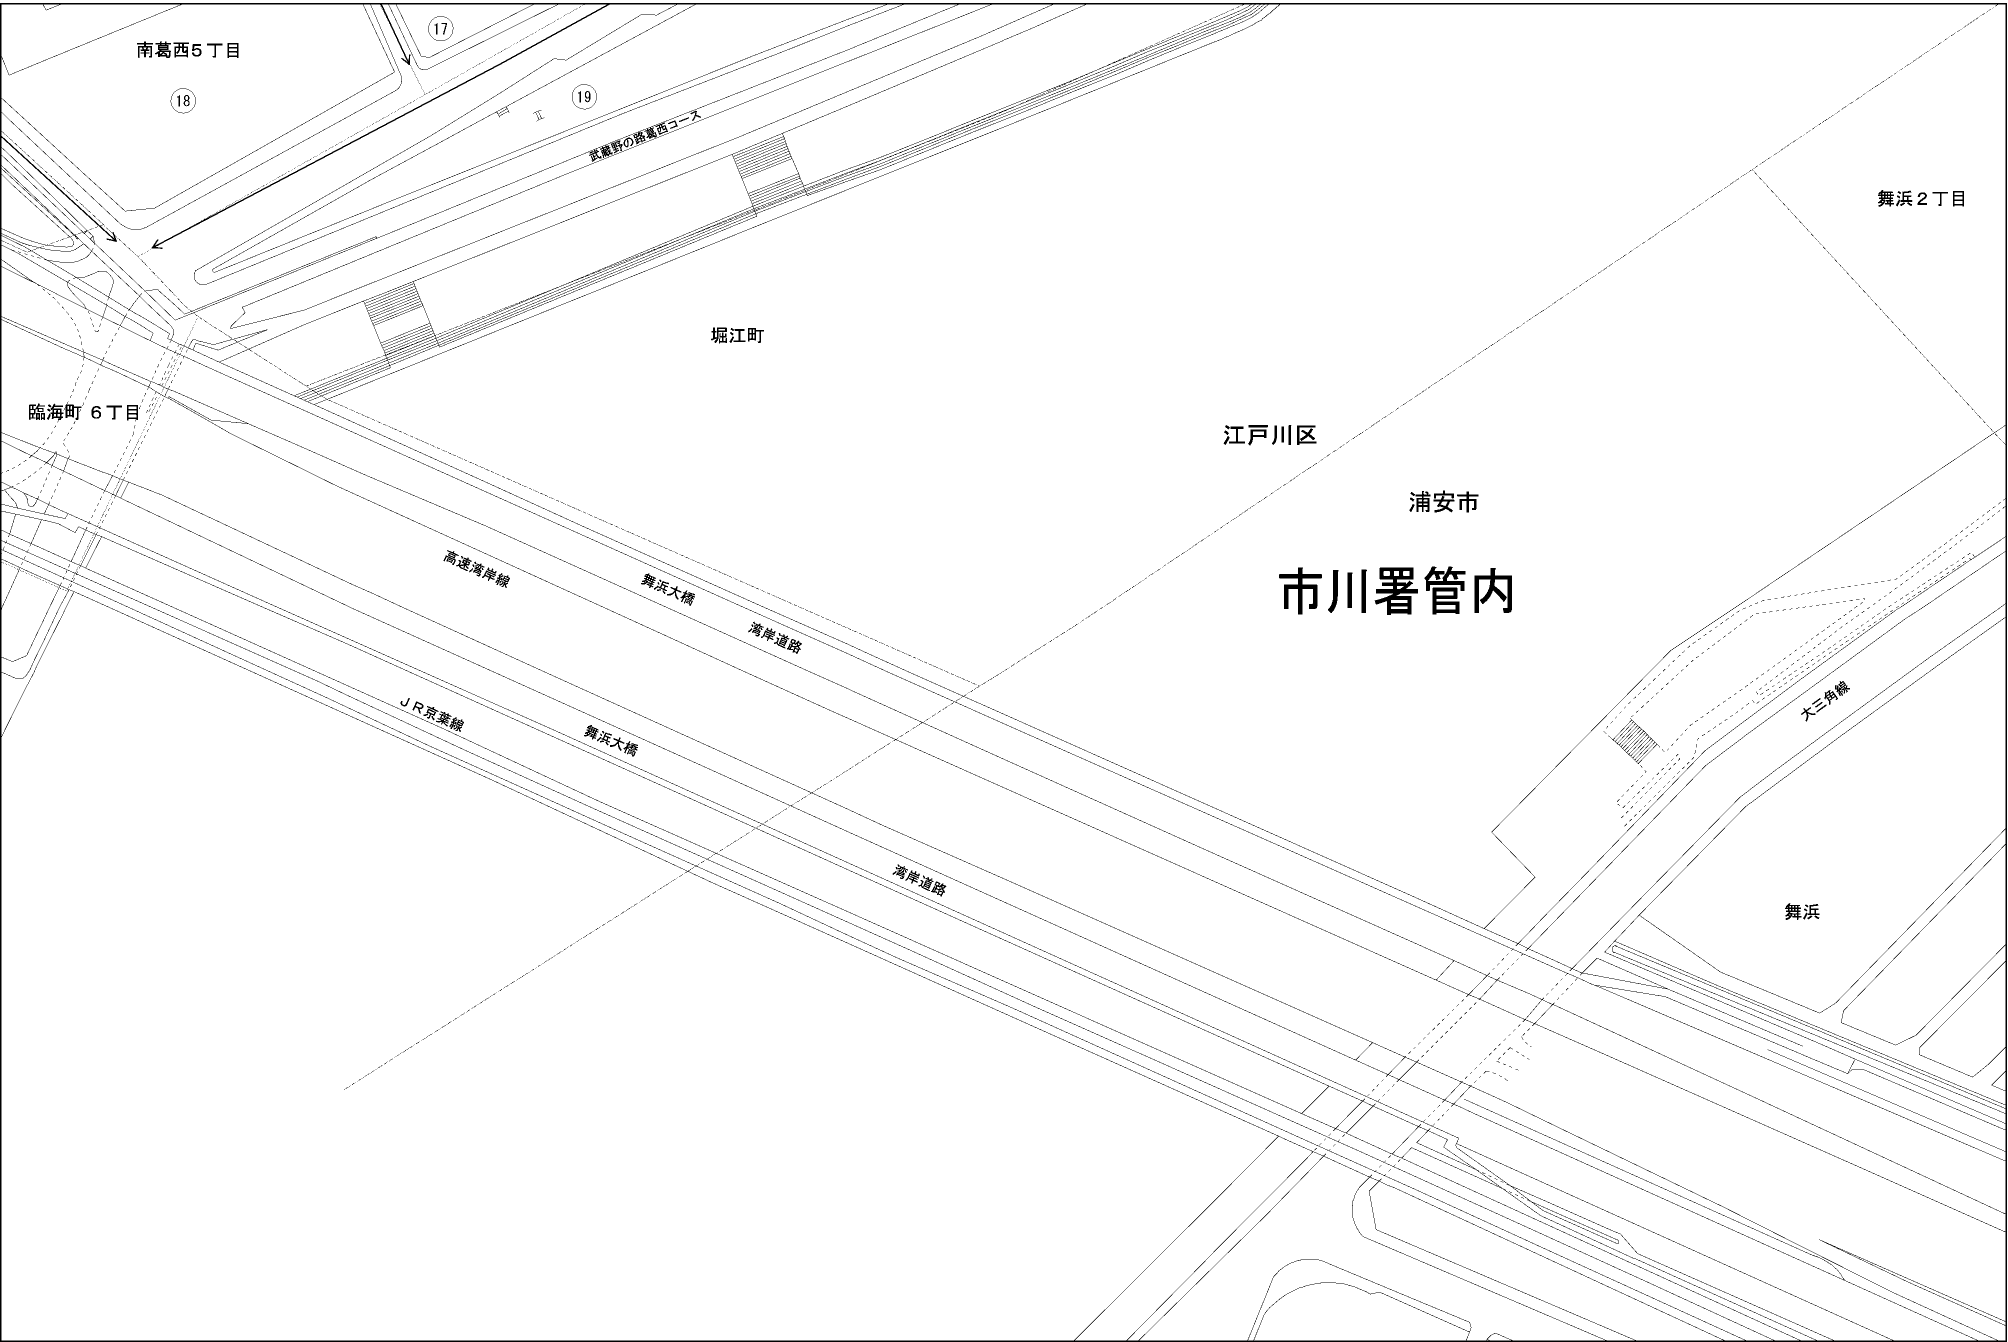 南葛西５丁目
⑰
⑱
⑲
武蔵野の路葛西コース
舞浜２丁目
堀江町
臨海町 ６丁目
江戸川区
浦安市
市川署管内
高速湾岸線
舞浜大橋
湾岸道路
ＪＲ京葉線
舞浜大橋
湾岸道路
大三角線
舞浜